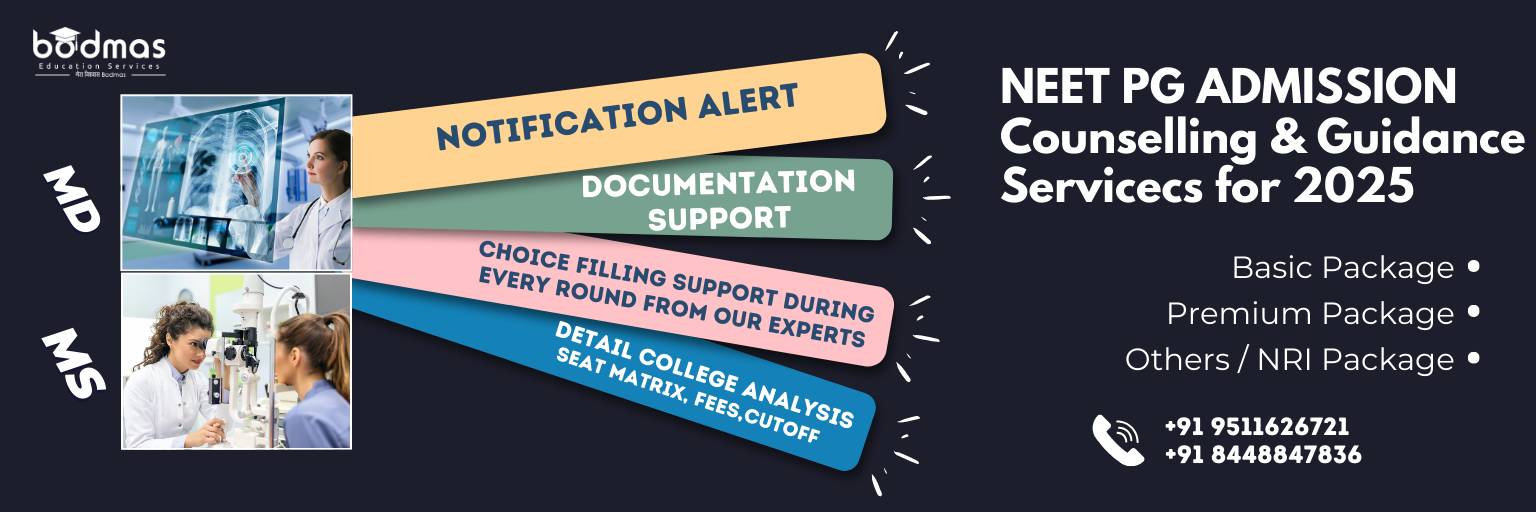 bodmas
Education Services
मेरा विश्वास Bodmas
MD
MS
NOTIFICATION ALERT
DOCUMENTATION
SUPPORT
CHOICE FILLING SUPPORT DURING
EVERY ROUND FROM OUR EXPERTS
DETAIL COLLEGE ANALYSIS
SEAT MATRIX, FEES,CUTOFF
NEET PG ADMISSION
Counselling & Guidance
Servicecs for 2025
Basic Package •
Premium Package •
Others / NRI Package •
+91 9511626721
+91 8448847836